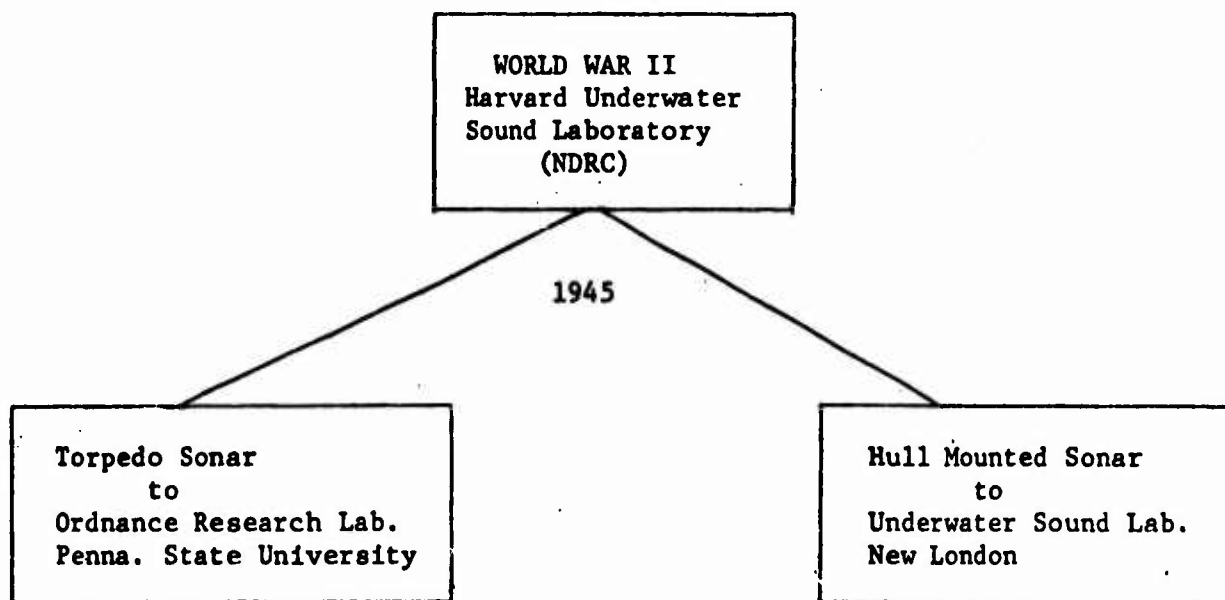 WORLD WAR II
Harvard Underwater
Sound Laboratory
(NDRC)
1945
Torpedo Sonar
to
Ordnance Research Lab.
Penna. State University
Hull Mounted Sonar
to
Underwater Sound Lab.
New London